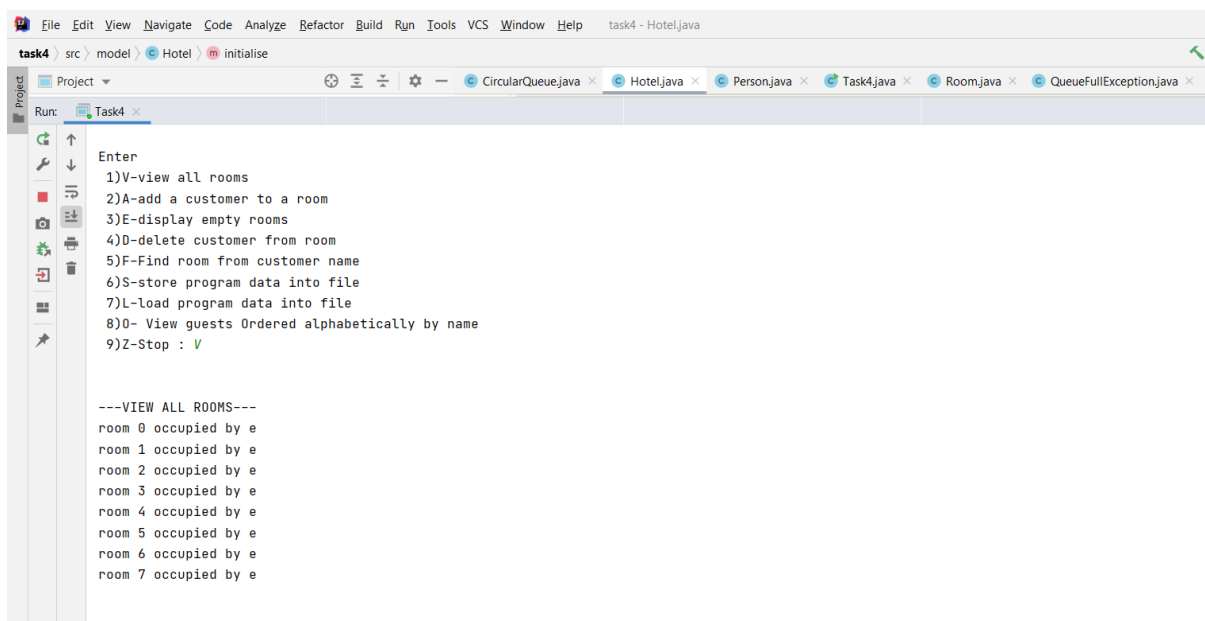 File Edit View Navigate Code Analyze Refactor Build Run Tools VCS Window Help task4 - Hotel.java
task4 src model Hotel initialise
Project CircularQueue.java Hotel.java Person.java Task4.java Room.java QueueFullException.java
Project
Run: Task4
Enter
1)V-view all rooms
2)A-add a customer to a room
3)E-display empty rooms
4)D-delete customer from room
5)F-Find room from customer name
6)S-store program data into file
7)L-load program data into file
8)O- View guests Ordered alphabetically by name
9)Z-Stop : V
---VIEW ALL ROOMS---
room 0 occupied by e
room 1 occupied by e
room 2 occupied by e
room 3 occupied by e
room 4 occupied by e
room 5 occupied by e
room 6 occupied by e
room 7 occupied by e